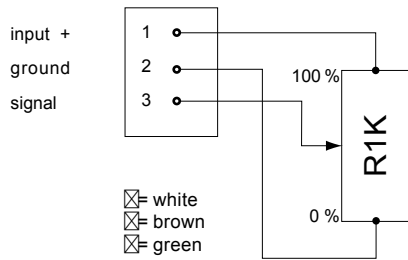 input + 1
ground 2
signal 3
100 %
R1K
0 %
☒= white
☒= brown
☒= green